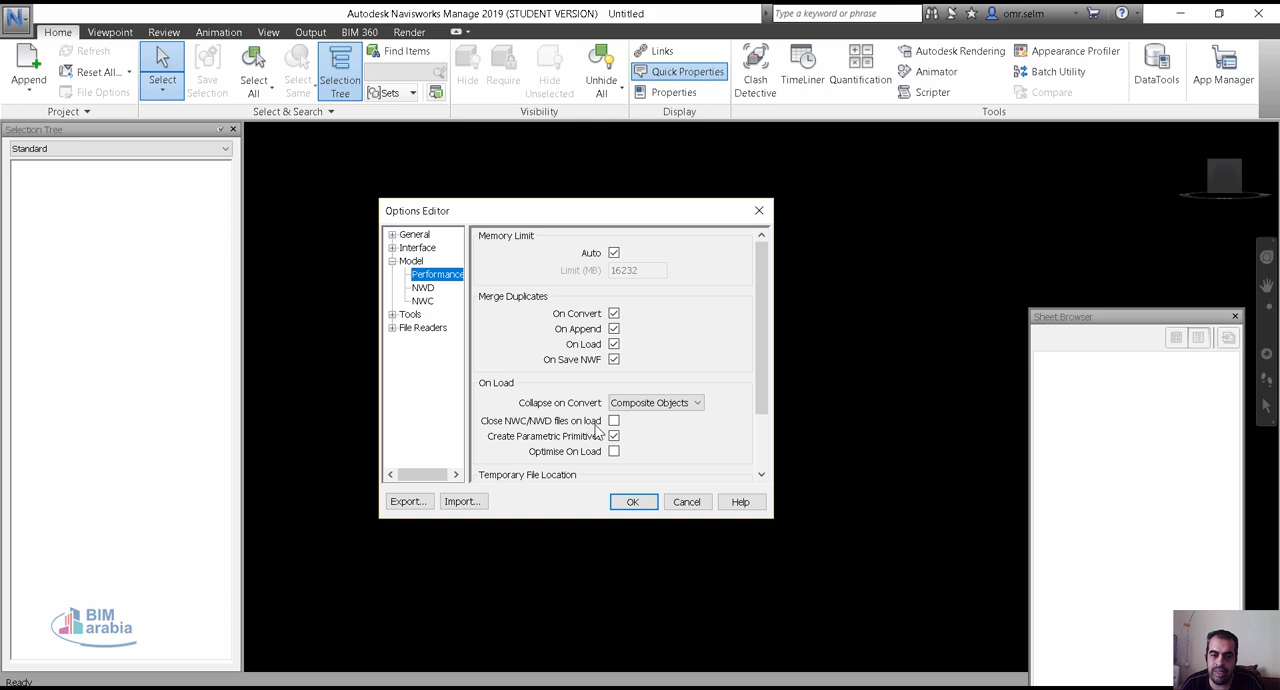 Autodesk Navisworks Manage 2019 (STUDENT VERSION) Untitled
Type a keyword or phrase
omr.selm
Home Viewpoint Review Animation View Output BIM 360 Render
Append
Refresh
Reset All...
File Options
Project
Select
Save Selection
Select All
Select Same
Selection Tree
Find Items
Sets
Select & Search
Hide
Require
Hide Unselected
Unhide All
Visibility
Links
Quick Properties
Properties
Display
Clash Detective
TimeLiner
Quantification
Autodesk Rendering
Animator
Scripter
Appearance Profiler
Batch Utility
Compare
DataTools
App Manager
Tools
Selection Tree
Standard
Options Editor
General
Interface
Model
Performance
NWD
NWC
Tools
File Readers
Memory Limit
Auto
Limit (MB) 16232
Merge Duplicates
On Convert
On Append
On Load
On Save NWF
On Load
Collapse on Convert Composite Objects
Close NWC/NWD files on load
Create Parametric Primitives
Optimise On Load
Temporary File Location
Export... Import... OK Cancel Help
Sheet Browser
BIM
arabia
Ready